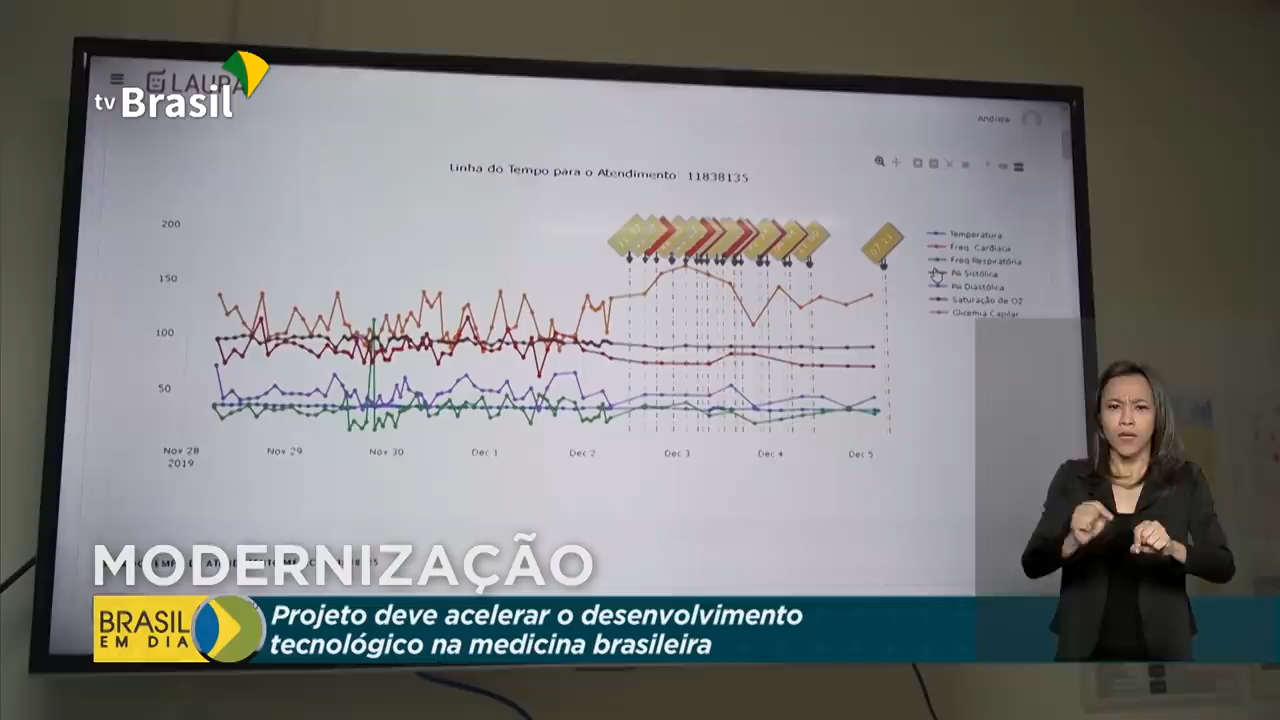 LAURA
tv Brasil
Andreia
Linha do Tempo para o Atendimento 11838135
200
150
100
50
Nov 28
2019
Nov 29
Nov 30
Dec 1
Dec 2
Dec 3
Dec 4
Dec 5
Temperatura
Freq. Cardíaca
Freq Respiratória
PA Sistólica
PA Diastólica
Saturação de O2
Glicemia Capilar
MODERNIZAÇÃO
BRASIL
EM DIA
Projeto deve acelerar o desenvolvimento
tecnológico na medicina brasileira